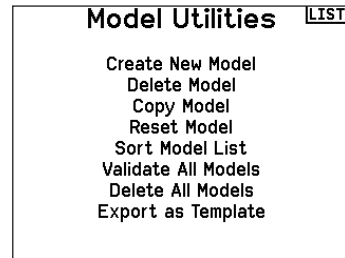 Model Utilities LIST
Create New Model
Delete Model
Copy Model
Reset Model
Sort Model List
Validate All Models
Delete All Models
Export as Template